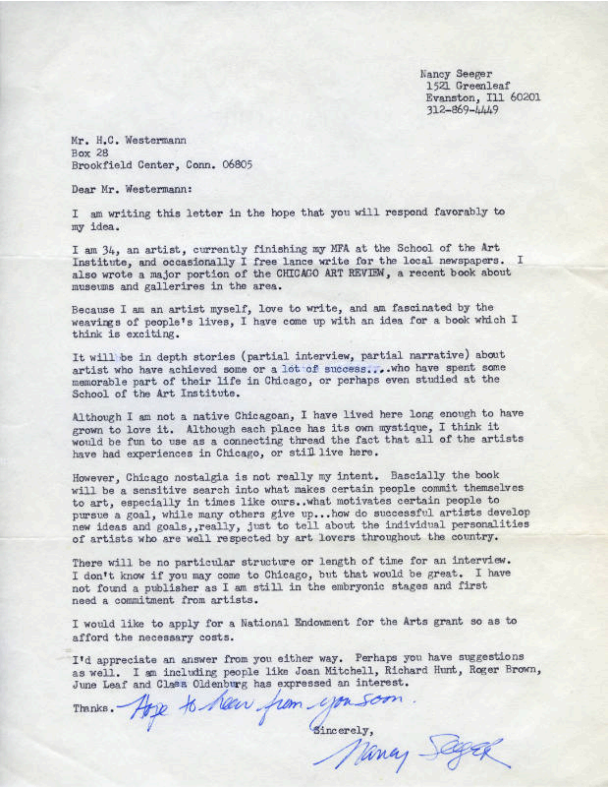 Nancy Seeger
1521 Greenleaf
Evanston, Ill 60201
312-869-4449
Mr. H.C. Westermann
Box 28
Brookfield Center, Conn. 06805
Dear Mr. Westermann:
I am writing this letter in the hope that you will respond favorably to
my idea.
I am 34, an artist, currently finishing my MFA at the School of the Art
Institute, and occasionally I free lance write for the local newspapers. I
also wrote a major portion of the CHICAGO ART REVIEW, a recent book about
museums and gallerires in the area.
Because I am an artist myself, love to write, and am fascinated by the
weavings of people's lives, I have come up with an idea for a book which I
think is exciting.
It will be in depth stories (partial interview, partial narrative) about
artist who have achieved some or a lot of success....who have spent some
memorable part of their life in Chicago, or perhaps even studied at the
School of the Art Institute.
Although I am not a native Chicagoan, I have lived here long enough to have
grown to love it. Although each place has its own mystique, I think it
would be fun to use as a connecting thread the fact that all of the artists
have had experiences in Chicago, or still live here.
However, Chicago nostalgia is not really my intent. Bascially the book
will be a sensitive search into what makes certain people commit themselves
to art, especially in times like ours..what motivates certain people to
pursue a goal, while many others give up...how do successful artists develop
new ideas and goals,,really, just to tell about the individual personalities
of artists who are well respected by art lovers throughout the country.
There will be no particular structure or length of time for an interview.
I don't know if you may come to Chicago, but that would be great. I have
not found a publisher as I am still in the embryonic stages and first
need a commitment from artists.
I would like to apply for a National Endowment for the Arts grant so as to
afford the necessary costs.
I'd appreciate an answer from you either way. Perhaps you have suggestions
as well. I am including people like Joan Mitchell, Richard Hunt, Roger Brown,
June Leaf and Claes Oldenburg has expressed an interest.
Thanks. Hope to hear from you soon.
Sincerely,
Nancy Seeger